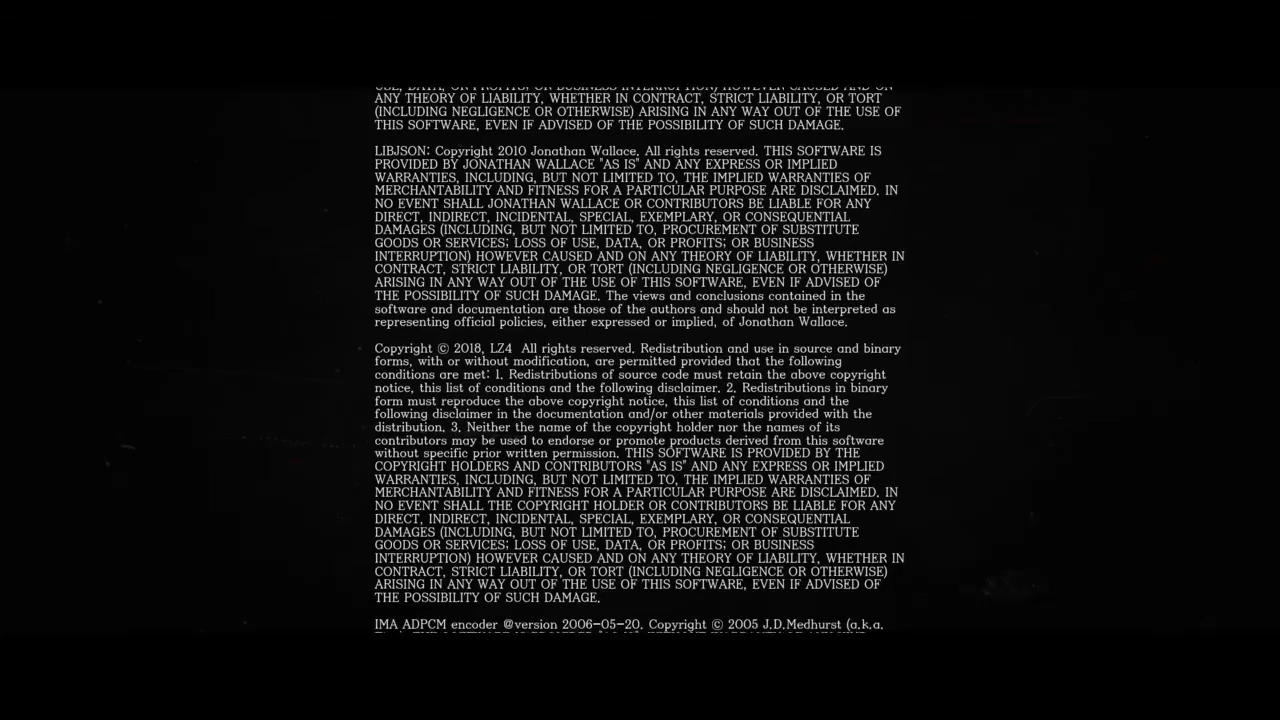 USE, DATA, OR PROFITS; OR BUSINESS INTERRUPTION) HOWEVER CAUSED AND ON
ANY THEORY OF LIABILITY, WHETHER IN CONTRACT, STRICT LIABILITY, OR TORT
(INCLUDING NEGLIGENCE OR OTHERWISE) ARISING IN ANY WAY OUT OF THE USE OF
THIS SOFTWARE, EVEN IF ADVISED OF THE POSSIBILITY OF SUCH DAMAGE.
LIBJSON: Copyright 2010 Jonathan Wallace. All rights reserved. THIS SOFTWARE IS
PROVIDED BY JONATHAN WALLACE "AS IS" AND ANY EXPRESS OR IMPLIED
WARRANTIES, INCLUDING, BUT NOT LIMITED TO, THE IMPLIED WARRANTIES OF
MERCHANTABILITY AND FITNESS FOR A PARTICULAR PURPOSE ARE DISCLAIMED. IN
NO EVENT SHALL JONATHAN WALLACE OR CONTRIBUTORS BE LIABLE FOR ANY
DIRECT, INDIRECT, INCIDENTAL, SPECIAL, EXEMPLARY, OR CONSEQUENTIAL
DAMAGES (INCLUDING, BUT NOT LIMITED TO, PROCUREMENT OF SUBSTITUTE
GOODS OR SERVICES; LOSS OF USE, DATA, OR PROFITS; OR BUSINESS
INTERRUPTION) HOWEVER CAUSED AND ON ANY THEORY OF LIABILITY, WHETHER IN
CONTRACT, STRICT LIABILITY, OR TORT (INCLUDING NEGLIGENCE OR OTHERWISE)
ARISING IN ANY WAY OUT OF THE USE OF THIS SOFTWARE, EVEN IF ADVISED OF
THE POSSIBILITY OF SUCH DAMAGE. The views and conclusions contained in the
software and documentation are those of the authors and should not be interpreted as
representing official policies, either expressed or implied, of Jonathan Wallace.
Copyright © 2018, LZ4 All rights reserved. Redistribution and use in source and binary
forms, with or without modification, are permitted provided that the following
conditions are met: 1. Redistributions of source code must retain the above copyright
notice, this list of conditions and the following disclaimer. 2. Redistributions in binary
form must reproduce the above copyright notice, this list of conditions and the
following disclaimer in the documentation and/or other materials provided with the
distribution. 3. Neither the name of the copyright holder nor the names of its
contributors may be used to endorse or promote products derived from this software
without specific prior written permission. THIS SOFTWARE IS PROVIDED BY THE
COPYRIGHT HOLDERS AND CONTRIBUTORS "AS IS" AND ANY EXPRESS OR IMPLIED
WARRANTIES, INCLUDING, BUT NOT LIMITED TO, THE IMPLIED WARRANTIES OF
MERCHANTABILITY AND FITNESS FOR A PARTICULAR PURPOSE ARE DISCLAIMED. IN
NO EVENT SHALL THE COPYRIGHT HOLDER OR CONTRIBUTORS BE LIABLE FOR ANY
DIRECT, INDIRECT, INCIDENTAL, SPECIAL, EXEMPLARY, OR CONSEQUENTIAL
DAMAGES (INCLUDING, BUT NOT LIMITED TO, PROCUREMENT OF SUBSTITUTE
GOODS OR SERVICES; LOSS OF USE, DATA, OR PROFITS; OR BUSINESS
INTERRUPTION) HOWEVER CAUSED AND ON ANY THEORY OF LIABILITY, WHETHER IN
CONTRACT, STRICT LIABILITY, OR TORT (INCLUDING NEGLIGENCE OR OTHERWISE)
ARISING IN ANY WAY OUT OF THE USE OF THIS SOFTWARE, EVEN IF ADVISED OF
THE POSSIBILITY OF SUCH DAMAGE.
IMA ADPCM encoder @version 2006-05-20. Copyright © 2005 J.D.Medhurst (a.k.a.